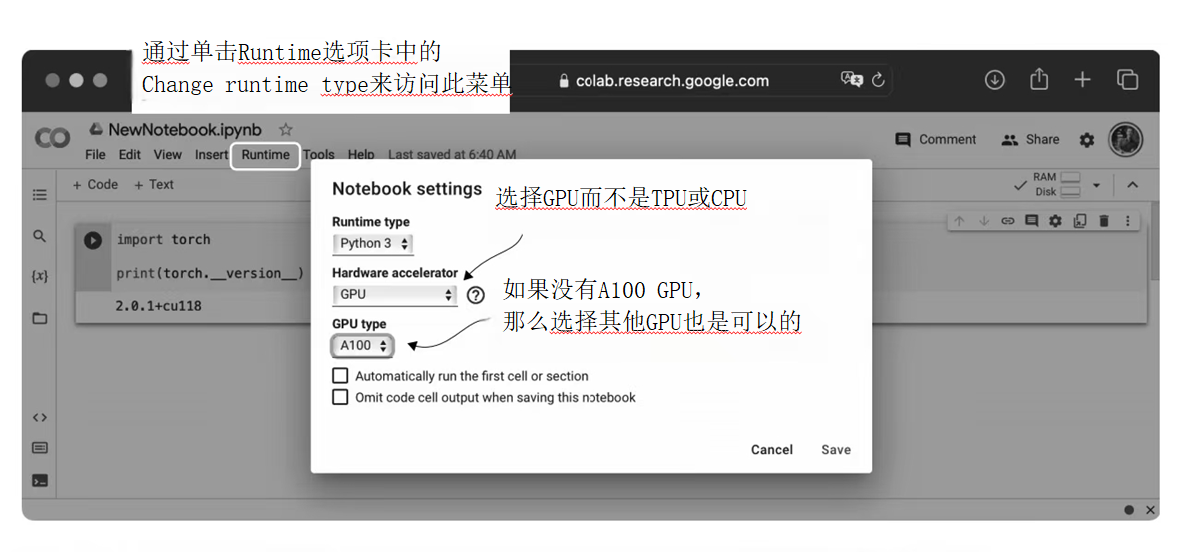 通过单击Runtime选项卡中的
Change runtime type来访问此菜单
colab.research.google.com
CO NewNotebook.ipynb
File Edit View Insert Runtime Tools Help Last saved at 6:40 AM
Comment Share
+ Code + Text
RAM
Disk
import torch
print(torch.__version__)
2.0.1+cu118
{x}
Notebook settings
选择GPU而不是TPU或CPU
Runtime type
Python 3
Hardware accelerator
GPU
如果没有A100 GPU,
那么选择其他GPU也是可以的
GPU type
A100
Automatically run the first cell or section
Omit code cell output when saving this notebook
Cancel Save